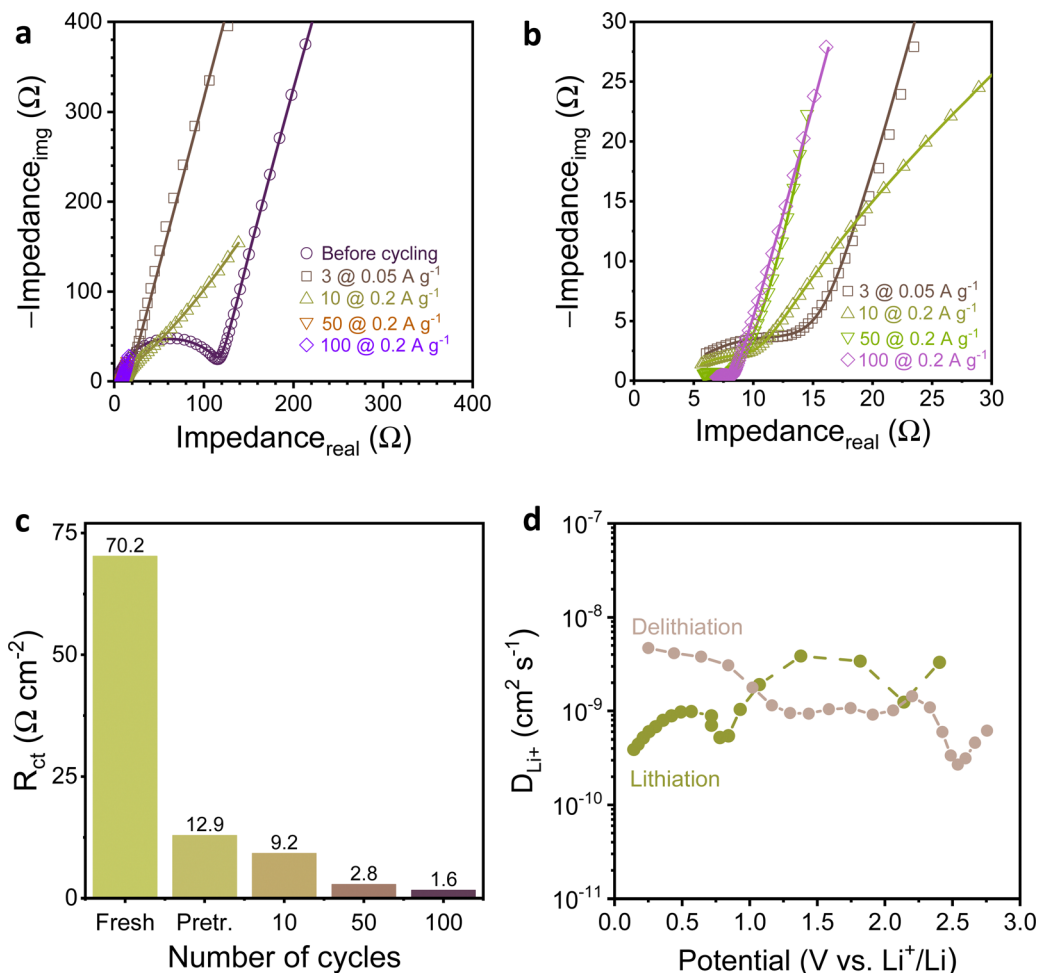 a
400
300
200
100
0
–Impedance_img (Ω)
Before cycling
3 @ 0.05 A g⁻¹
10 @ 0.2 A g⁻¹
50 @ 0.2 A g⁻¹
100 @ 0.2 A g⁻¹
0 100 200 300 400
Impedance_real (Ω)
b
30
25
20
15
10
5
0
–Impedance_img (Ω)
3 @ 0.05 A g⁻¹
10 @ 0.2 A g⁻¹
50 @ 0.2 A g⁻¹
100 @ 0.2 A g⁻¹
0 5 10 15 20 25 30
Impedance_real (Ω)
c
75
50
25
0
R_ct (Ω cm⁻²)
70.2
12.9
9.2
2.8
1.6
Fresh Pretr. 10 50 100
Number of cycles
d
10⁻⁷
10⁻⁸
10⁻⁹
10⁻¹⁰
10⁻¹¹
D_Li+ (cm² s⁻¹)
Delithiation
Lithiation
0.0 0.5 1.0 1.5 2.0 2.5 3.0
Potential (V vs. Li⁺/Li)